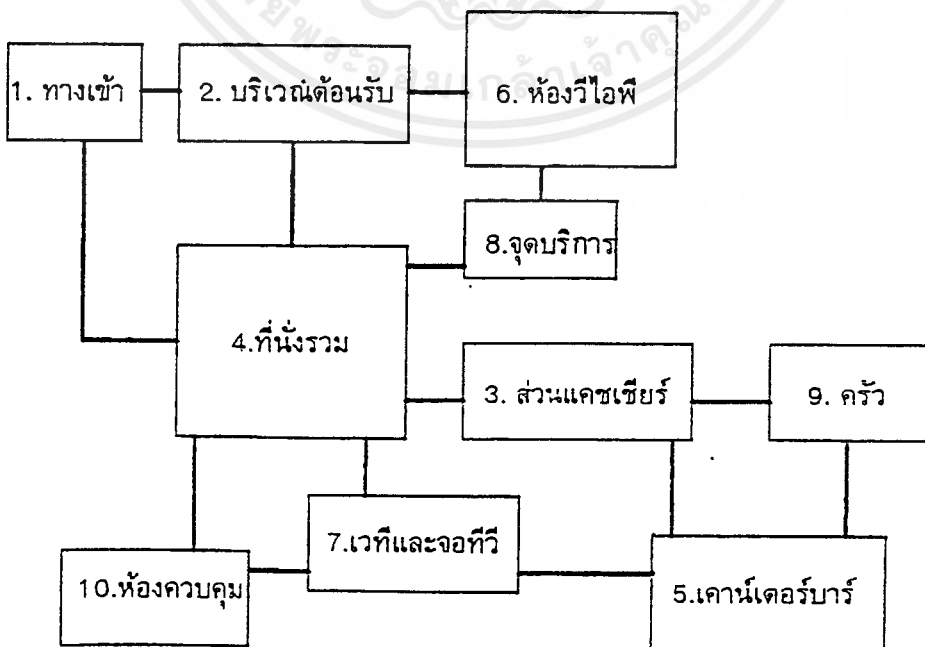 1. ทางเข้า
2. บริเวณต้อนรับ
6. ห้องวีไอพี
8.จุดบริการ
4.ที่นั่งรวม
3. ส่วนแคชเชียร์
9. ครัว
7.เวทีและจอทีวี
10.ห้องควบคุม
5.เคาน์เตอร์บาร์